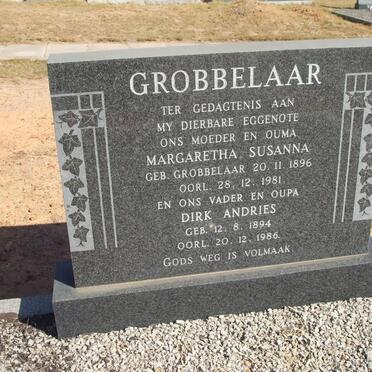 GROBBELAAR
TER GEDAGTENIS AAN
MY DIERBARE EGGENOTE
ONS MOEDER EN OUMA
MARGARETHA SUSANNA
GEB. GROBBELAAR 20.11.1896
OORL. 28.12.1981.
EN ONS VADER EN OUPA
DIRK ANDRIES
GEB. 12.8.1894
OORL. 20.12.1986.
GODS WEG IS VOLMAAK.